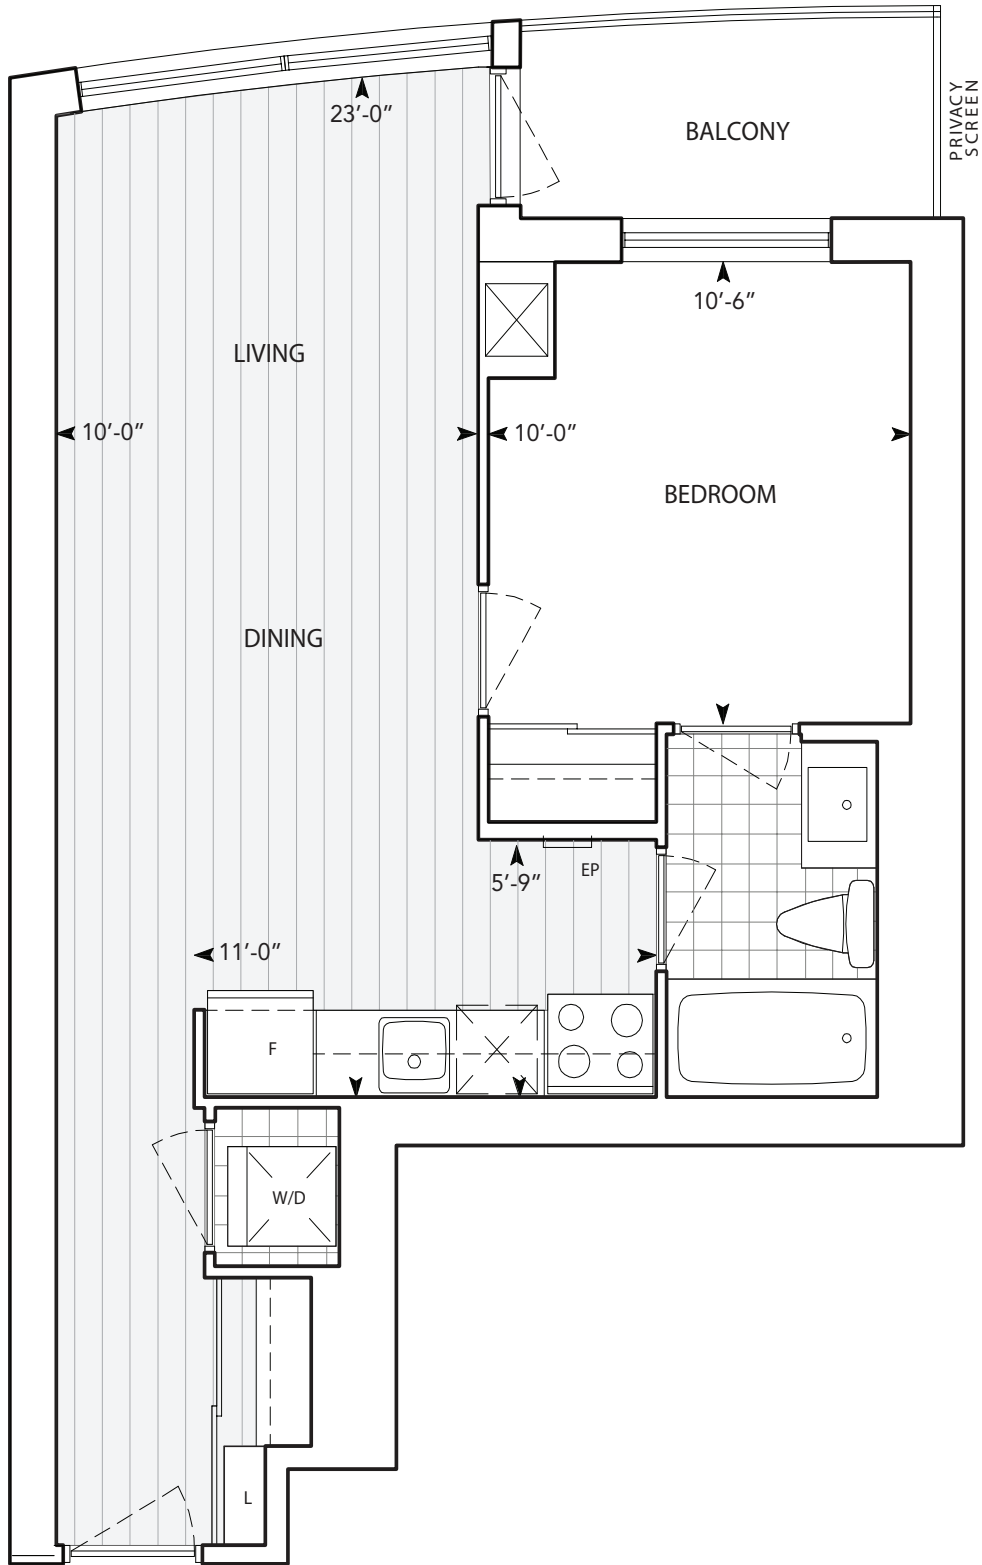 23'-0"
BALCONY
PRIVACY
SCREEN
10'-6"
LIVING
10'-0"
10'-0"
BEDROOM
DINING
EP
5'-9"
11'-0"
F
W/D
L